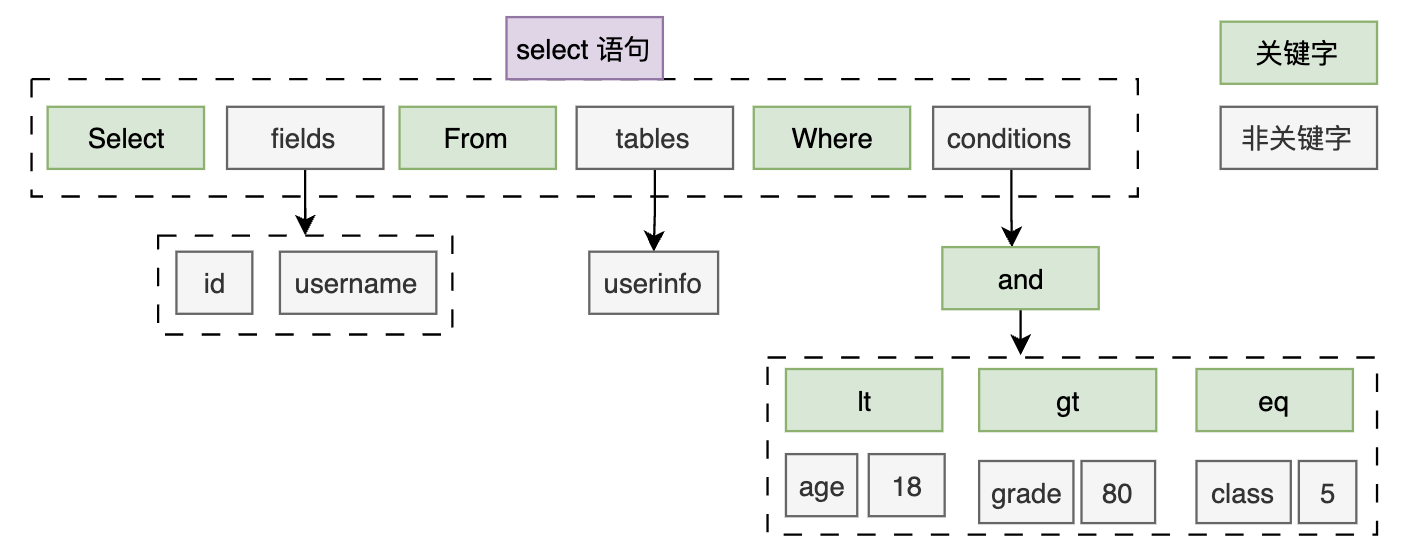 select 语句
关键字
Select fields From tables Where conditions
非关键字
id username
userinfo
and
lt gt eq
age 18 grade 80 class 5